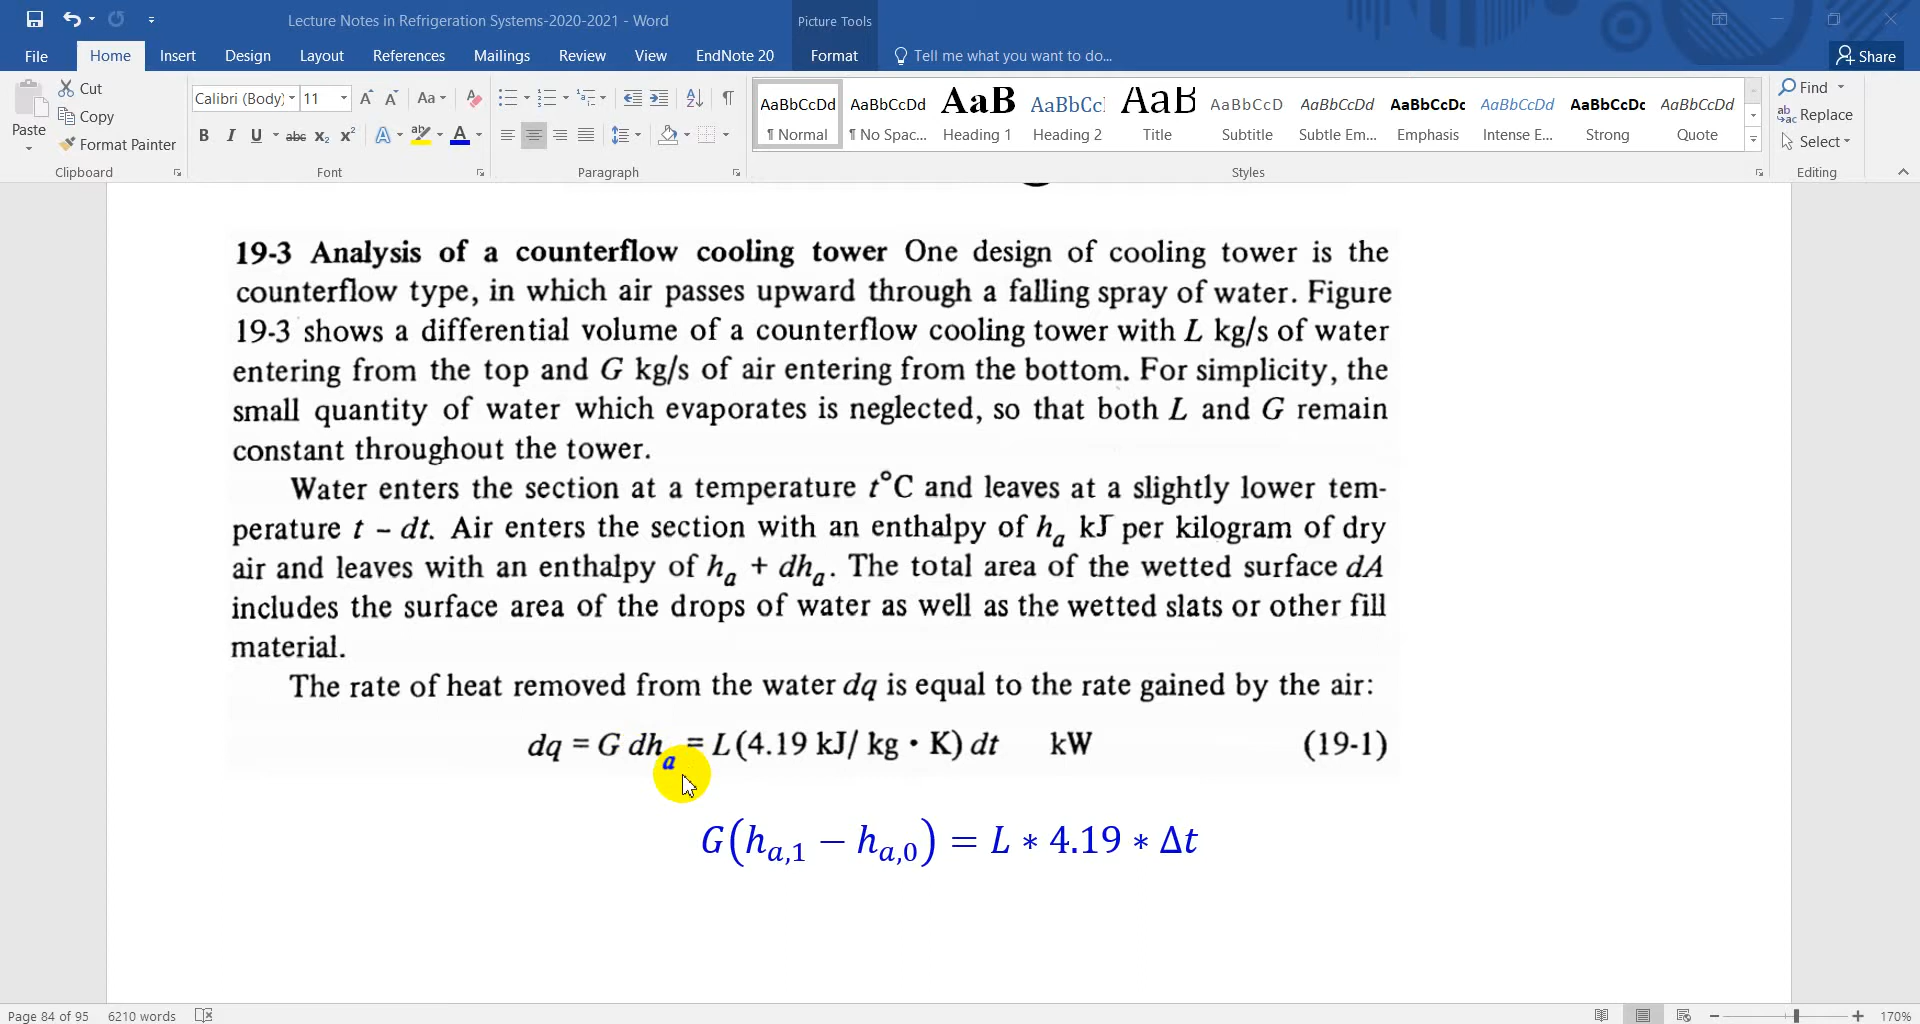 Lecture Notes in Refrigeration Systems-2020-2021 - Word
Picture Tools
File Home Insert Design Layout References Mailings Review View EndNote 20 Format Tell me what you want to do... Share
Paste
Cut
Copy
Format Painter
Clipboard
Calibri (Body) 11
Font
Paragraph
AaBbCcDd AaBbCcDd AaBb AaBbCc AaB AaBbCcD AaBbCcDd AaBbCcDc AaBbCcDd AaBbCcDc AaBbCcDd
¶ Normal ¶ No Spac... Heading 1 Heading 2 Title Subtitle Subtle Em... Emphasis Intense E... Strong Quote
Styles
Find
Replace
Select
Editing
19-3 Analysis of a counterflow cooling tower One design of cooling tower is the
counterflow type, in which air passes upward through a falling spray of water. Figure
19-3 shows a differential volume of a counterflow cooling tower with L kg/s of water
entering from the top and G kg/s of air entering from the bottom. For simplicity, the
small quantity of water which evaporates is neglected, so that both L and G remain
constant throughout the tower.
Water enters the section at a temperature t°C and leaves at a slightly lower tem-
perature t - dt. Air enters the section with an enthalpy of hₐ kJ per kilogram of dry
air and leaves with an enthalpy of hₐ + dhₐ. The total area of the wetted surface dA
includes the surface area of the drops of water as well as the wetted slats or other fill
material.
The rate of heat removed from the water dq is equal to the rate gained by the air:
dq = G dhₐ = L(4.19 kJ/ kg · K) dt kW (19-1)
G(h_{a,1} − h_{a,0}) = L ∗ 4.19 ∗ Δt
Page 84 of 95 6210 words 170%